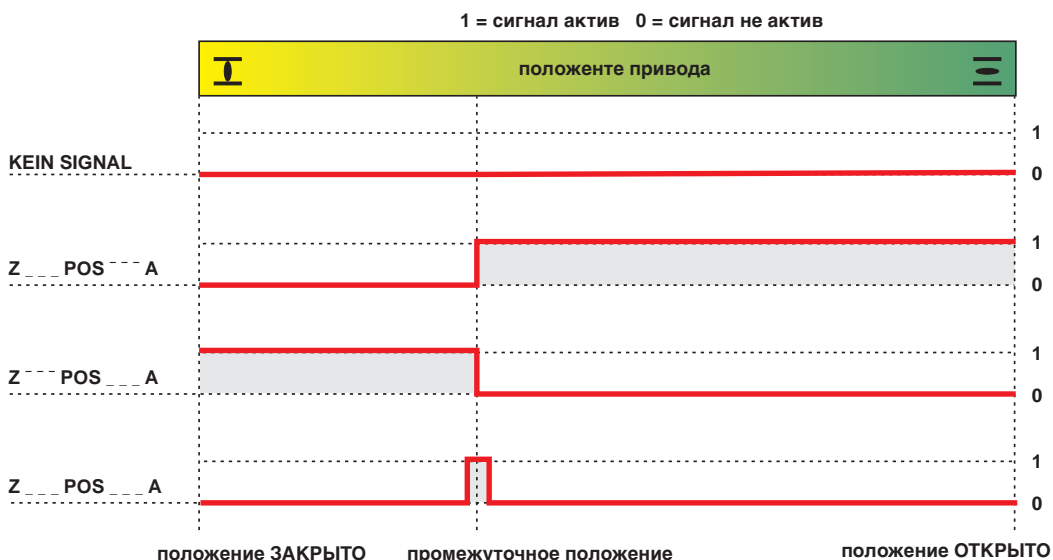 1 = сигнал актив 0 = сигнал не актив
положенте привода
1
KEIN SIGNAL
0
1
Z _ _ _ POS ¯ ¯ ¯ A
0
1
Z ¯ ¯ ¯ POS _ _ _ A
0
1
Z _ _ _ POS _ _ _ A
0
положение ЗАКРЫТО промежуточное положение положение ОТКРЫТО